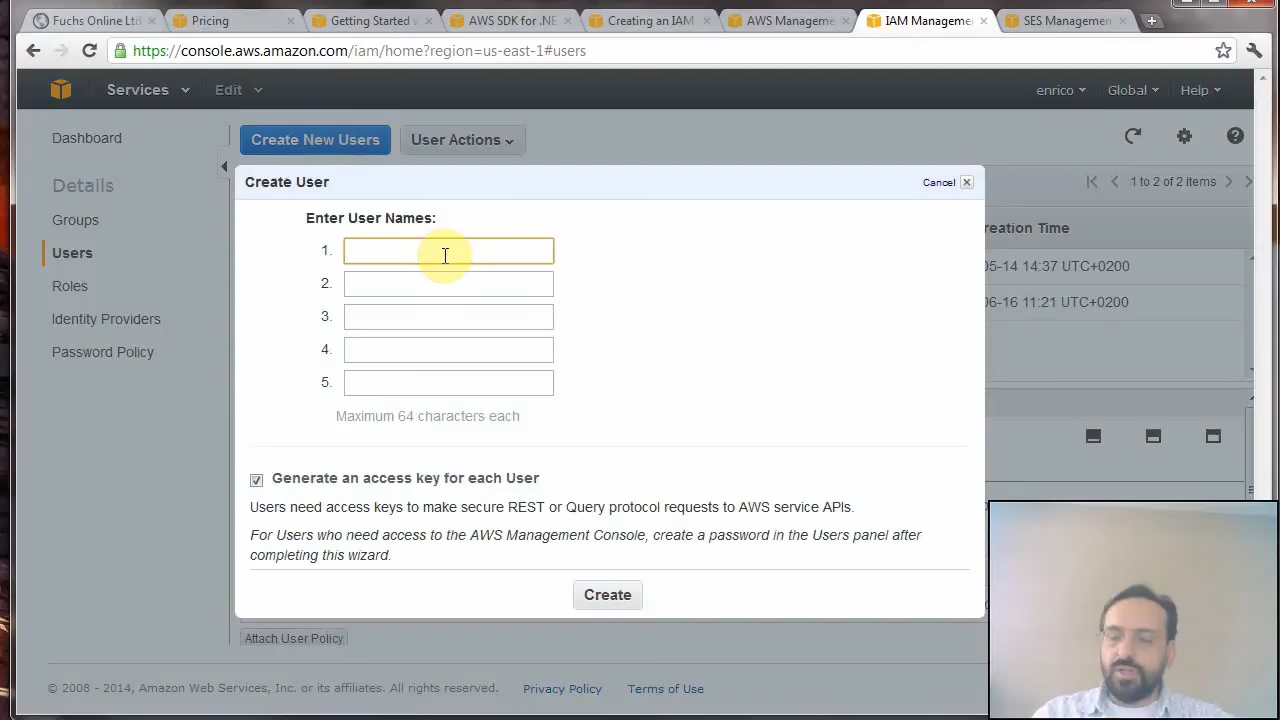 Fuchs Online Ltd
Pricing
Getting Started w
AWS SDK for .NE
Creating an IAM
AWS Manageme
IAM Manageme
SES Management
https://console.aws.amazon.com/iam/home?region=us-east-1#users
Services
Edit
enrico
Global
Help
Dashboard
Details
Groups
Users
Roles
Identity Providers
Password Policy
Create New Users
User Actions
1 to 2 of 2 Items
reation Time
05-14 14:37 UTC+0200
06-16 11:21 UTC+0200
Create User
Cancel
Enter User Names:
1.
2.
3.
4.
5.
Maximum 64 characters each
Generate an access key for each User
Users need access keys to make secure REST or Query protocol requests to AWS service APIs.
For Users who need access to the AWS Management Console, create a password in the Users panel after
completing this wizard.
Create
Attach User Policy
© 2008 - 2014, Amazon Web Services, Inc. or its affiliates. All rights reserved.
Privacy Policy
Terms of Use